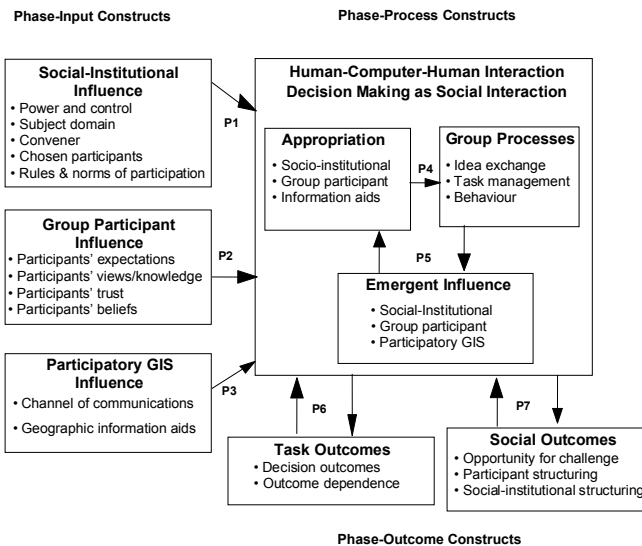 Phase-Input Constructs
Phase-Process Constructs
Social-Institutional
Influence
• Power and control
• Subject domain
• Convener
• Chosen participants
• Rules & norms of participation
P1
Group Participant
Influence
• Participants' expectations
• Participants' views/knowledge
• Participants' trust
• Participants' beliefs
P2
Participatory GIS
Influence
• Channel of communications
• Geographic information aids
P3
Human-Computer-Human Interaction
Decision Making as Social Interaction
Appropriation
• Socio-institutional
• Group participant
• Information aids
P4
Group Processes
• Idea exchange
• Task management
• Behaviour
P5
Emergent Influence
• Social-Institutional
• Group participant
• Participatory GIS
P6
P7
Task Outcomes
• Decision outcomes
• Outcome dependence
Social Outcomes
• Opportunity for challenge
• Participant structuring
• Social-institutional structuring
Phase-Outcome Constructs